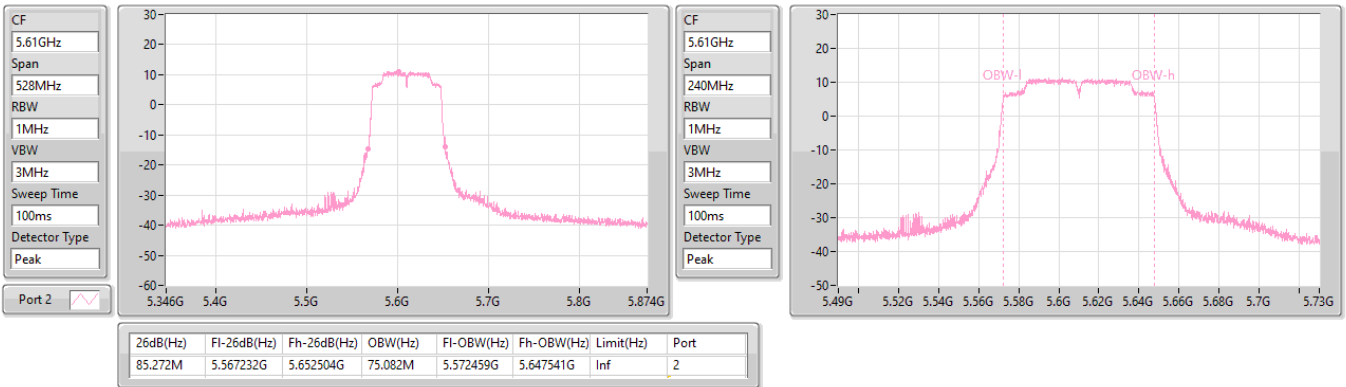 CF
5.61GHz
Span
528MHz
RBW
1MHz
VBW
3MHz
Sweep Time
100ms
Detector Type
Peak
Port 2
30-
20-
10-
0-
-10-
-20-
-30-
-40-
-50-
-60-
5.346G 5.4G 5.5G 5.6G 5.7G 5.8G 5.874G
CF
5.61GHz
Span
240MHz
RBW
1MHz
VBW
3MHz
Sweep Time
100ms
Detector Type
Peak
30-
20-
10-
0-
-10-
-20-
-30-
-40-
-50-
OBW-l OBW-h
5.49G 5.52G 5.54G 5.56G 5.58G 5.6G 5.62G 5.64G 5.66G 5.68G 5.7G 5.73G
26dB(Hz) Fl-26dB(Hz) Fh-26dB(Hz) OBW(Hz) Fl-OBW(Hz) Fh-OBW(Hz) Limit(Hz) Port
85.272M 5.567232G 5.652504G 75.082M 5.572459G 5.647541G Inf 2